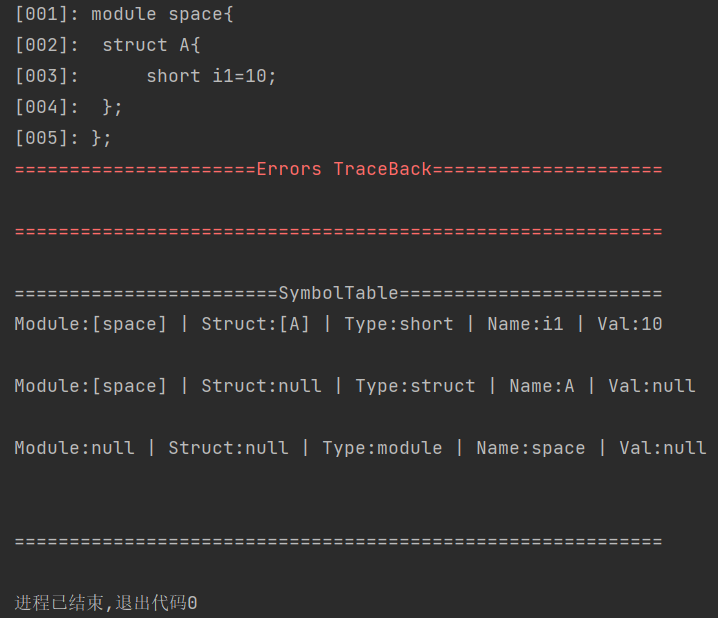 [001]: module space{
[002]:  struct A{
[003]:      short i1=10;
[004]:  };
[005]: };
======================Errors TraceBack=====================
===========================================================
========================SymbolTable========================
Module:[space] | Struct:[A] | Type:short | Name:i1 | Val:10
Module:[space] | Struct:null | Type:struct | Name:A | Val:null
Module:null | Struct:null | Type:module | Name:space | Val:null
===========================================================
进程已结束,退出代码0